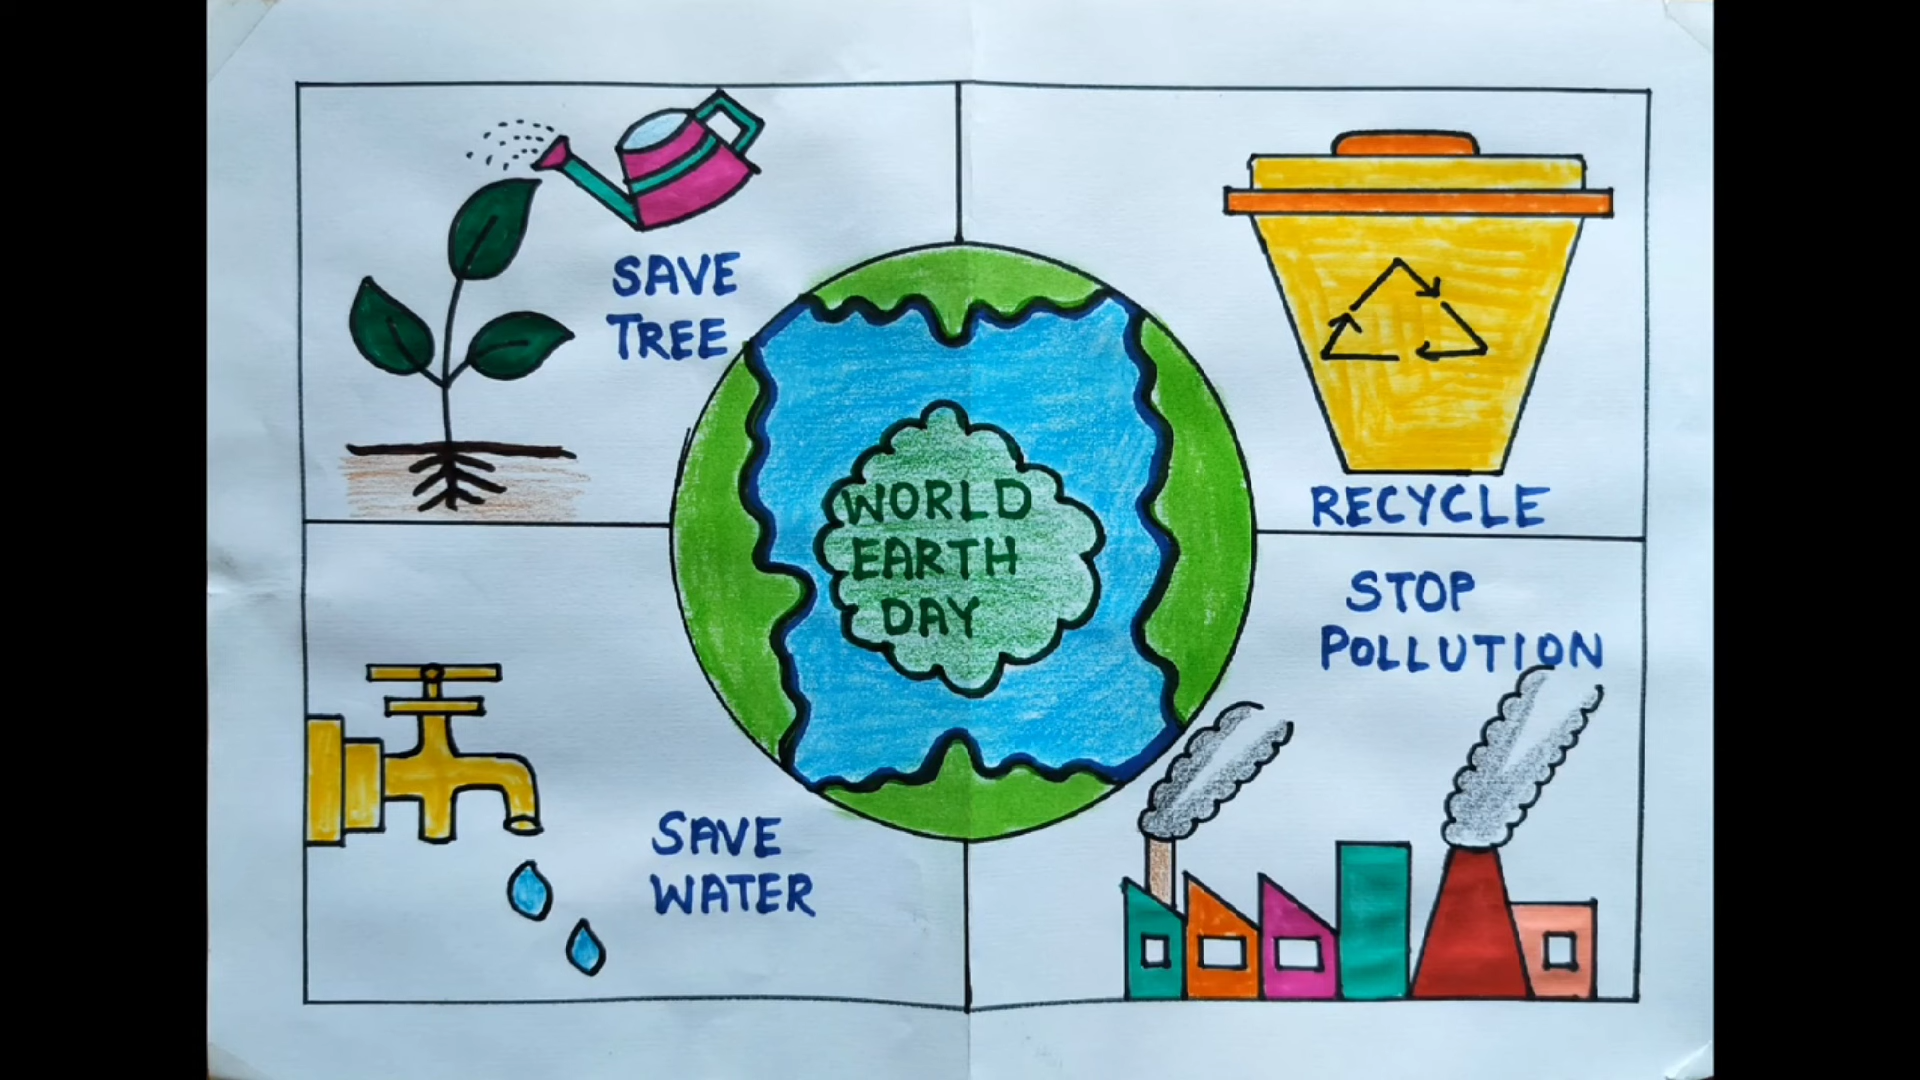 SAVE
TREE
RECYCLE
WORLD
EARTH
DAY
STOP
POLLUTION
SAVE
WATER